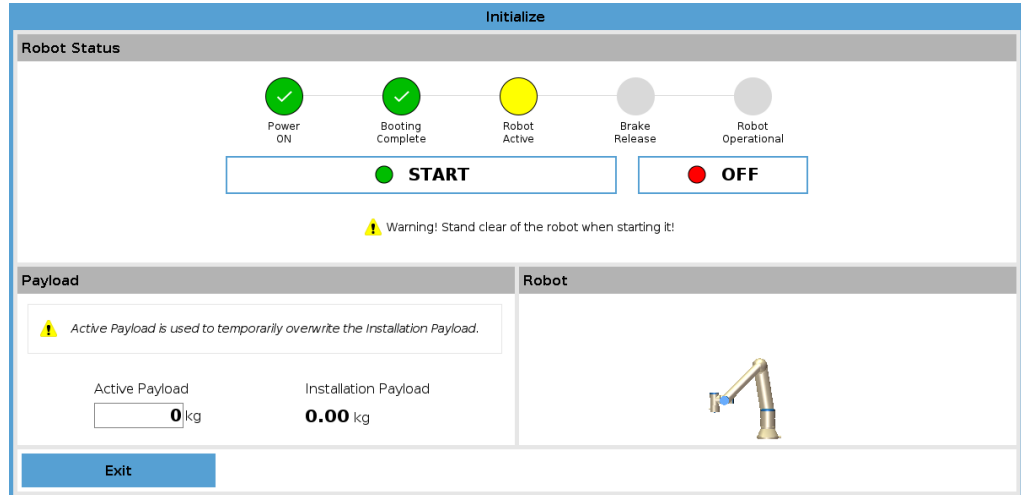 Initialize
Robot Status
Power
ON
Booting
Complete
Robot
Active
Brake
Release
Robot
Operational
START
OFF
Warning! Stand clear of the robot when starting it!
Payload
Active Payload is used to temporarily overwrite the Installation Payload.
Active Payload
Installation Payload
0 kg
0.00 kg
Robot
Exit